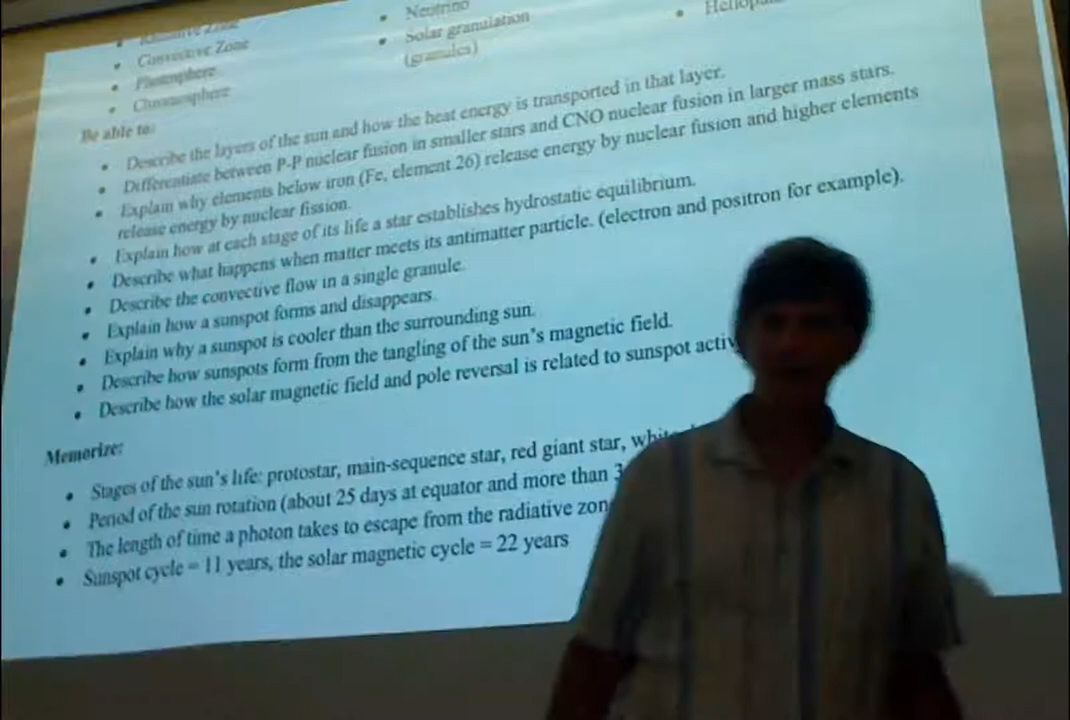 Neutrino
Convective Zone
Solar granulation
Photosphere
(granules)
Chromosphere
Be able to:
Describe the layers of the sun and how the heat energy is transported in that layer.
Differentiate between P-P nuclear fusion in smaller stars and CNO nuclear fusion in larger mass stars.
Explain why elements below iron (Fe, element 26) release energy by nuclear fusion and higher elements
release energy by nuclear fission.
Explain how at each stage of its life a star establishes hydrostatic equilibrium.
Describe what happens when matter meets its antimatter particle. (electron and positron for example).
Describe the convective flow in a single granule.
Explain how a sunspot forms and disappears.
Explain why a sunspot is cooler than the surrounding sun.
Describe how sunspots form from the tangling of the sun's magnetic field.
Describe how the solar magnetic field and pole reversal is related to sunspot
Memorize:
Stages of the sun's life: protostar, main-sequence star, red giant star,
Period of the sun rotation (about 25 days at equator and more than
The length of time a photon takes to escape from the radiative
Sunspot cycle = 11 years, the solar magnetic cycle = 22 years